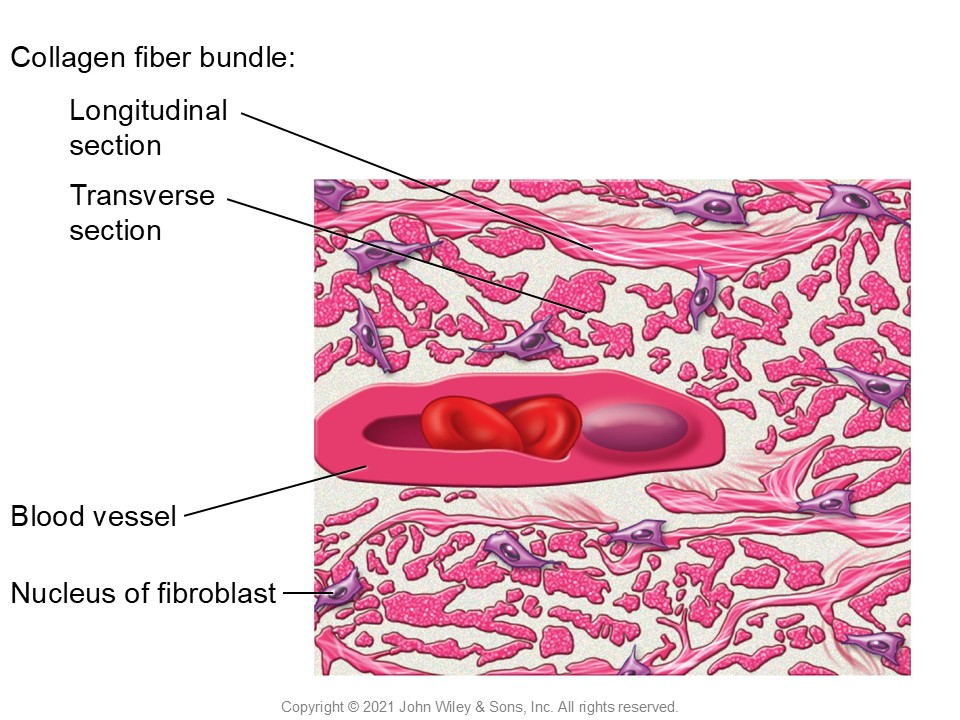 Collagen fiber bundle:
Longitudinal
section
Transverse
section
Blood vessel
Nucleus of fibroblast
Copyright © 2021 John Wiley & Sons, Inc. All rights reserved.